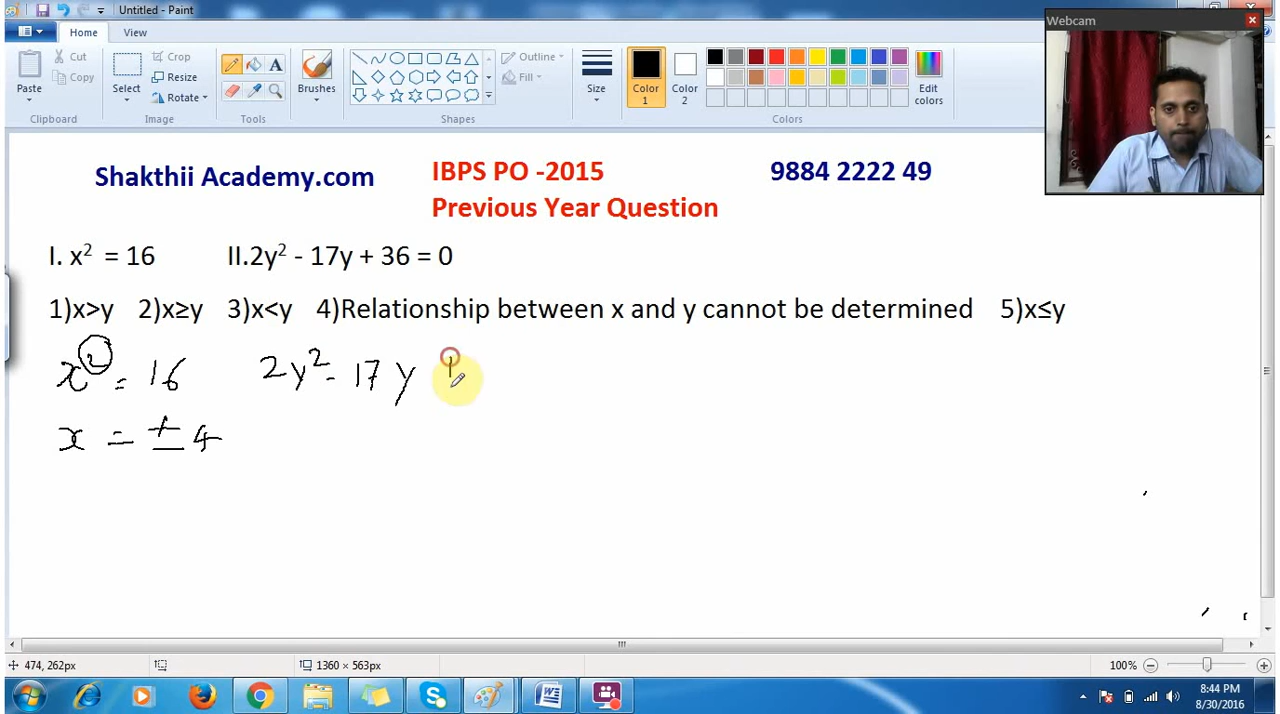 Untitled - Paint
Webcam
Home View
Cut
Copy
Paste
Clipboard
Select
Crop
Resize
Rotate
Image
Tools
Brushes
Outline
Fill
Shapes
Size
Color 1
Color 2
Edit colors
Colors
Shakthii Academy.com IBPS PO -2015 9884 2222 49
Previous Year Question
I. x² = 16 II.2y² - 17y + 36 = 0
1)x>y 2)x≥y 3)x<y 4)Relationship between x and y cannot be determined 5)x≤y
x² = 16 2y² - 17y
x = ±4
474, 262px 1360 × 563px 100%
8:44 PM
8/30/2016